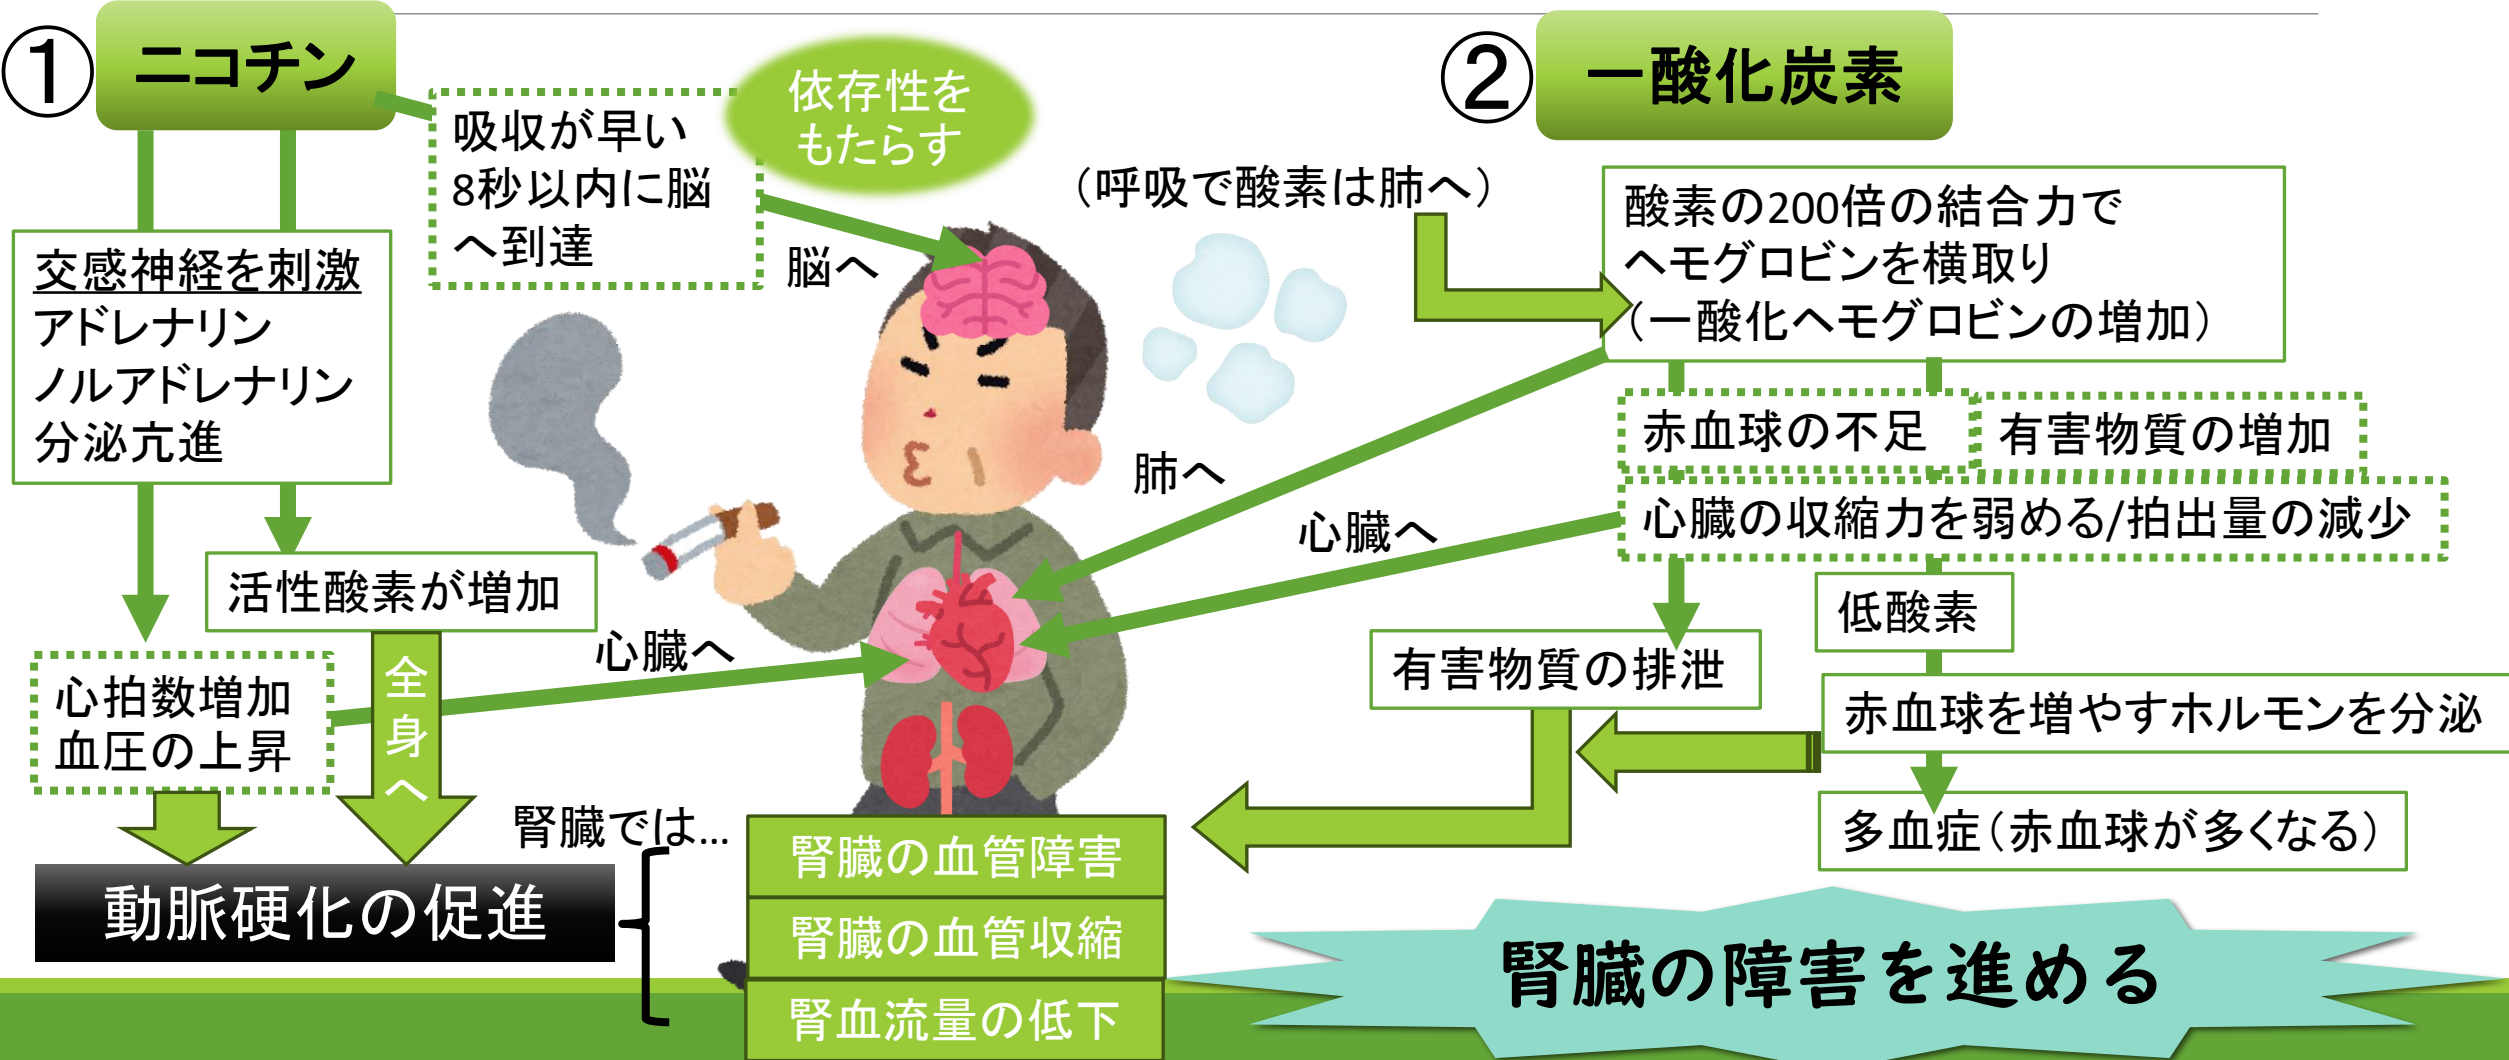 ①
ニコチン
吸収が早い
8秒以内に脳
へ到達
依存性を
もたらす
脳へ
交感神経を刺激
アドレナリン
ノルアドレナリン
分泌亢進
活性酸素が増加
全身へ
心拍数増加
血圧の上昇
心臓へ
動脈硬化の促進
腎臓では…
腎臓の血管障害
腎臓の血管収縮
腎血流量の低下
②
一酸化炭素
（呼吸で酸素は肺へ）
酸素の200倍の結合力で
ヘモグロビンを横取り
（一酸化ヘモグロビンの増加）
肺へ
赤血球の不足
有害物質の増加
心臓の収縮力を弱める/拍出量の減少
心臓へ
低酸素
有害物質の排泄
赤血球を増やすホルモンを分泌
多血症（赤血球が多くなる）
腎臓の障害を進める